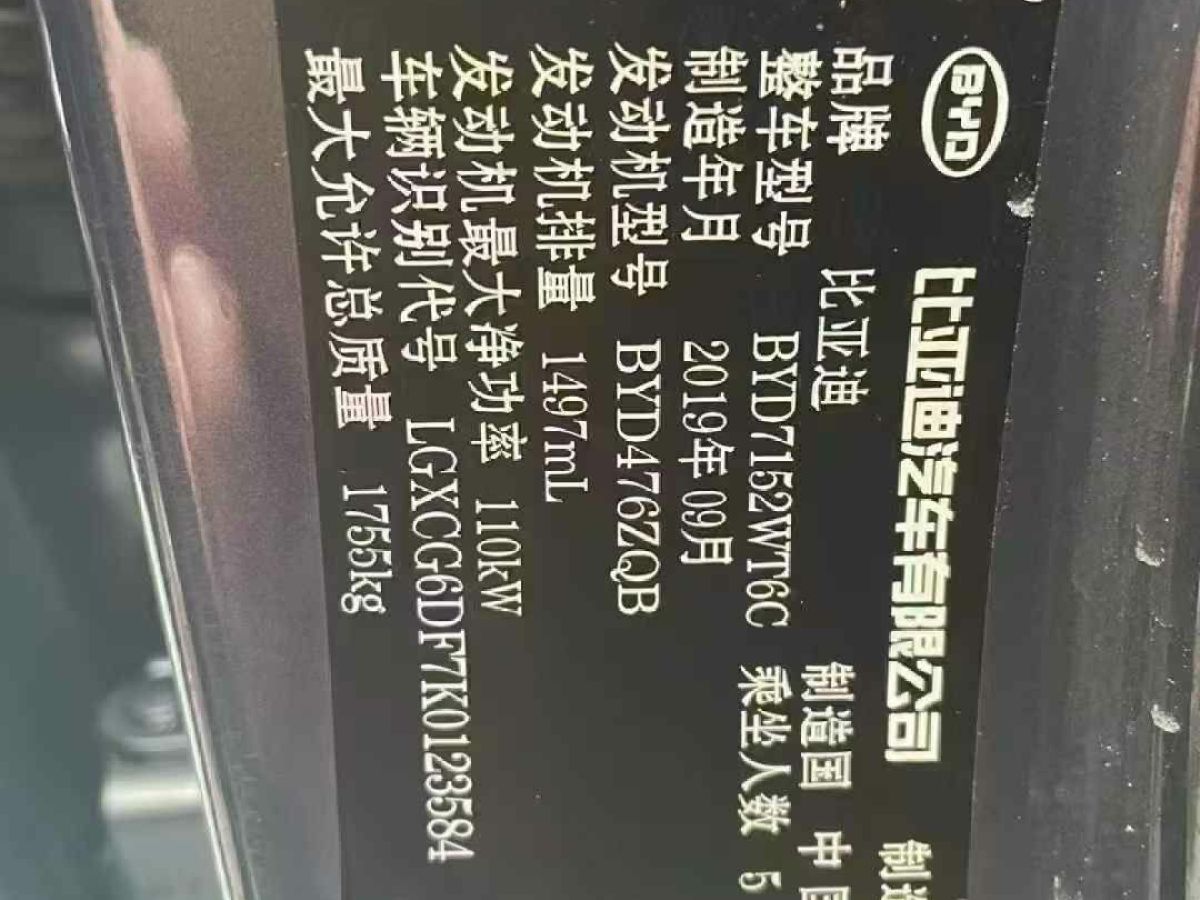 BYD 比亚迪汽车有限公司 制造
品牌 比亚迪 制造国 中国
整车型号 BYD7152WT6C 乘坐人数 5
制造年月 2019年09月
发动机型号 BYD476ZQB
发动机排量 1497mL
发动机最大净功率 110kW
车辆识别代号 LGXCG6DF7K0123584
最大允许总质量 1755kg